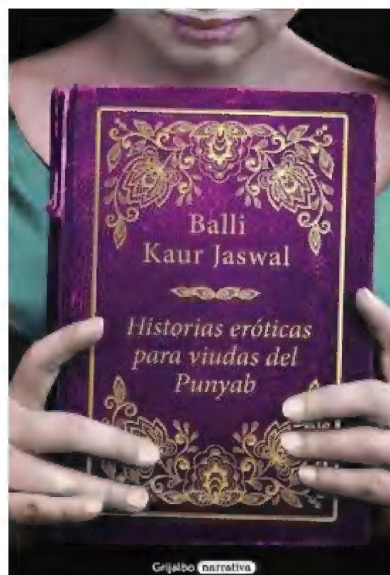 Balli
Kaur Jaswal
Historias eróticas
para viudas del
Punyab
Grijalbo narrativa